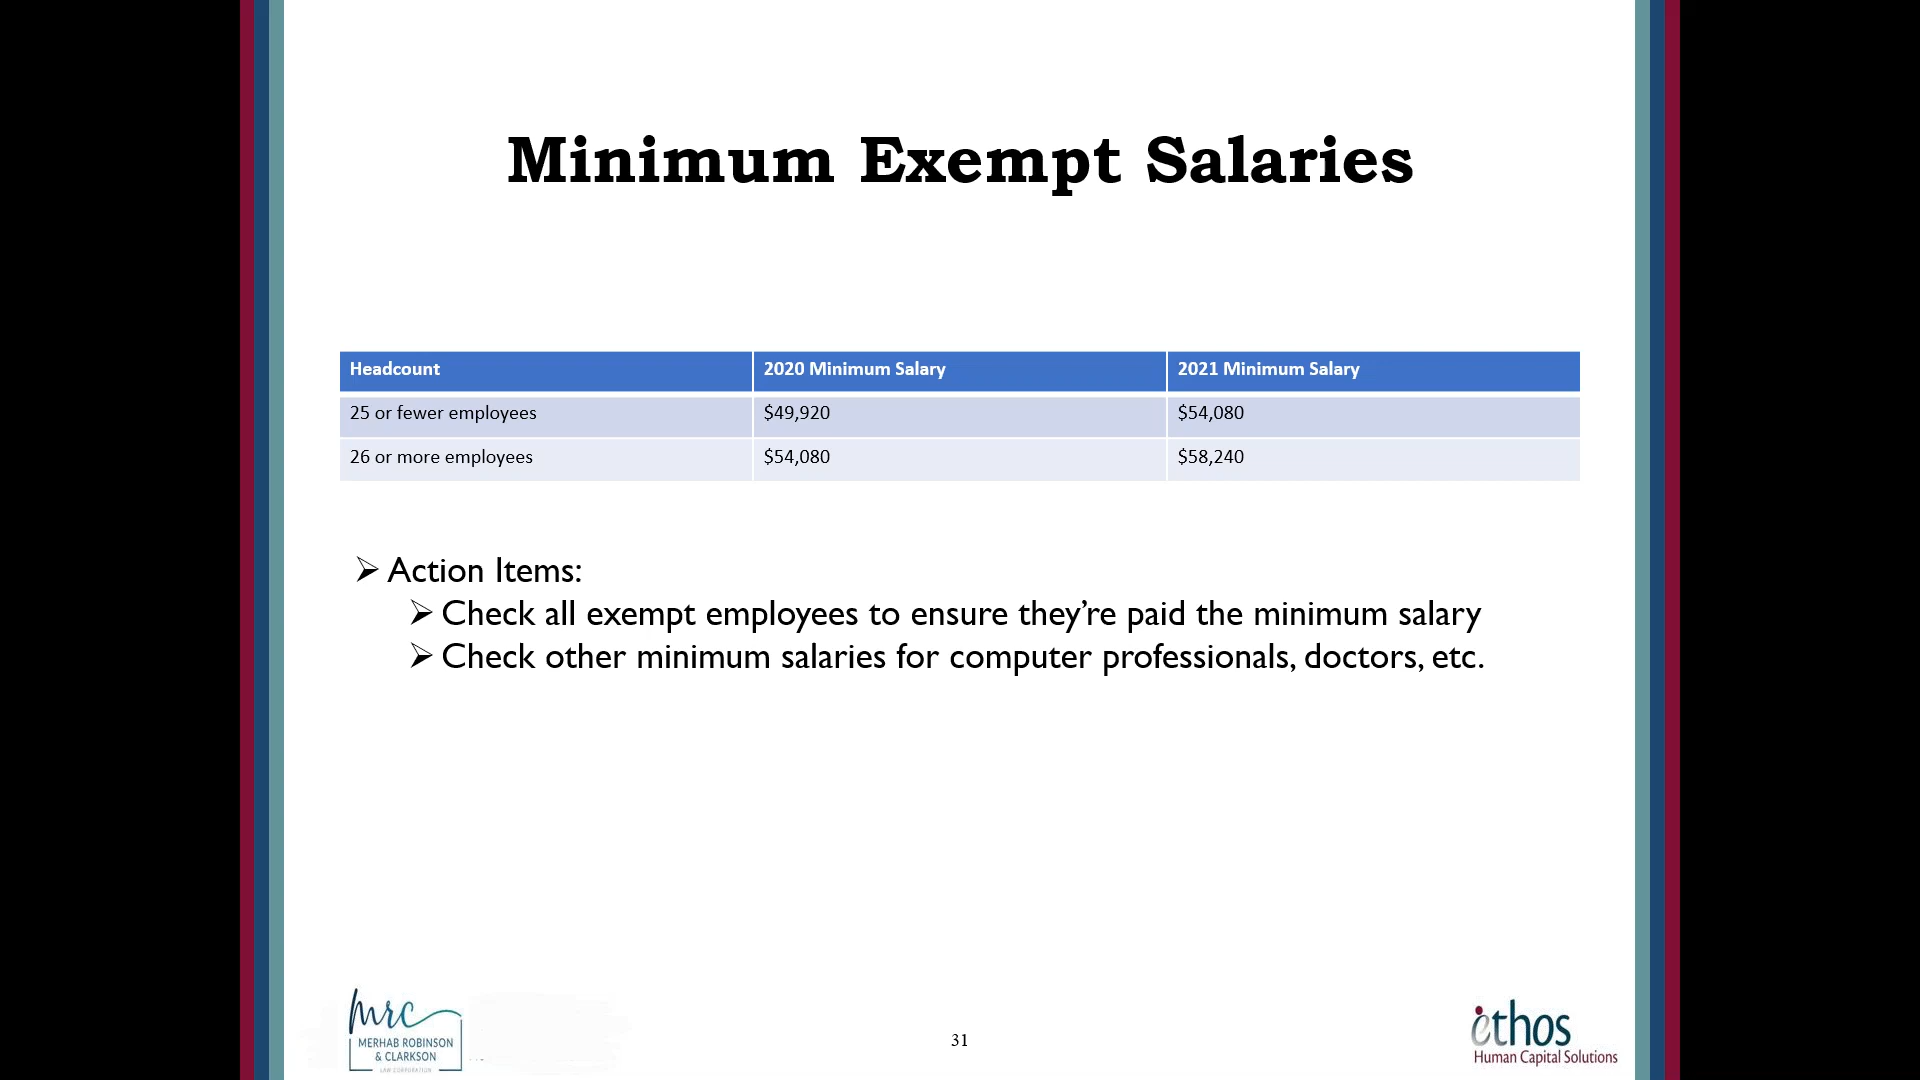 Minimum Exempt Salaries
Headcount 2020 Minimum Salary 2021 Minimum Salary
25 or fewer employees $49,920 $54,080
26 or more employees $54,080 $58,240
➢ Action Items:
➢ Check all exempt employees to ensure they’re paid the minimum salary
➢ Check other minimum salaries for computer professionals, doctors, etc.
mrc
MERHAB ROBINSON
& CLARKSON
LAW CORPORATION
31
ethos
Human Capital Solutions